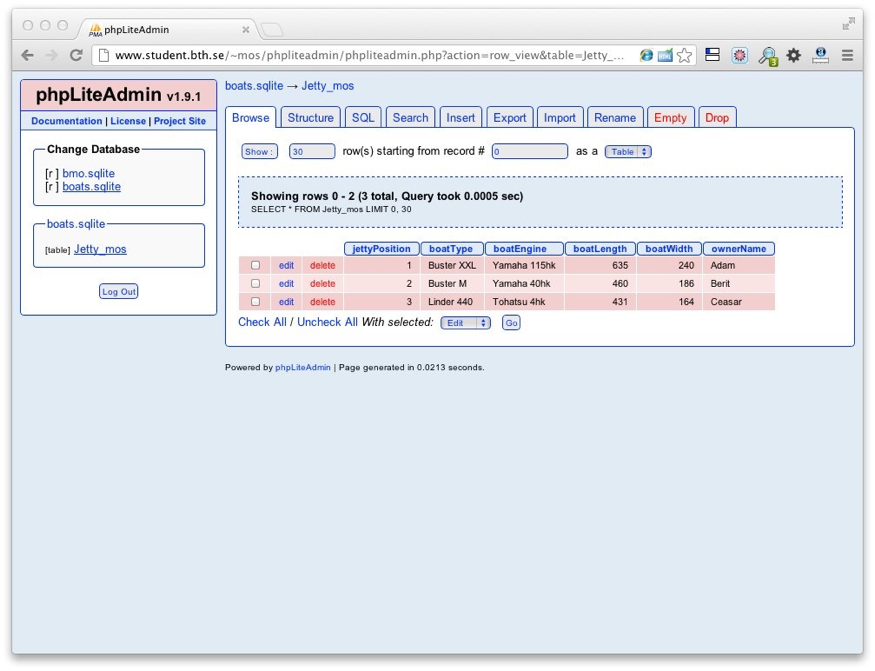 phpLiteAdmin
www.student.bth.se/~mos/phpliteadmin/phpliteadmin.php?action=row_view&table=Jetty_...
phpLiteAdmin v1.9.1
Documentation | License | Project Site
Change Database
[r ] bmo.sqlite
[r ] boats.sqlite
boats.sqlite
[table] Jetty_mos
Log Out
boats.sqlite → Jetty_mos
Browse Structure SQL Search Insert Export Import Rename Empty Drop
Show : 30 row(s) starting from record # 0 as a Table
Showing rows 0 - 2 (3 total, Query took 0.0005 sec)
SELECT * FROM Jetty_mos LIMIT 0, 30
jettyPosition boatType boatEngine boatLength boatWidth ownerName
edit delete 1 Buster XXL Yamaha 115hk 635 240 Adam
edit delete 2 Buster M Yamaha 40hk 460 186 Berit
edit delete 3 Linder 440 Tohatsu 4hk 431 164 Ceasar
Check All / Uncheck All With selected: Edit Go
Powered by phpLiteAdmin | Page generated in 0.0213 seconds.